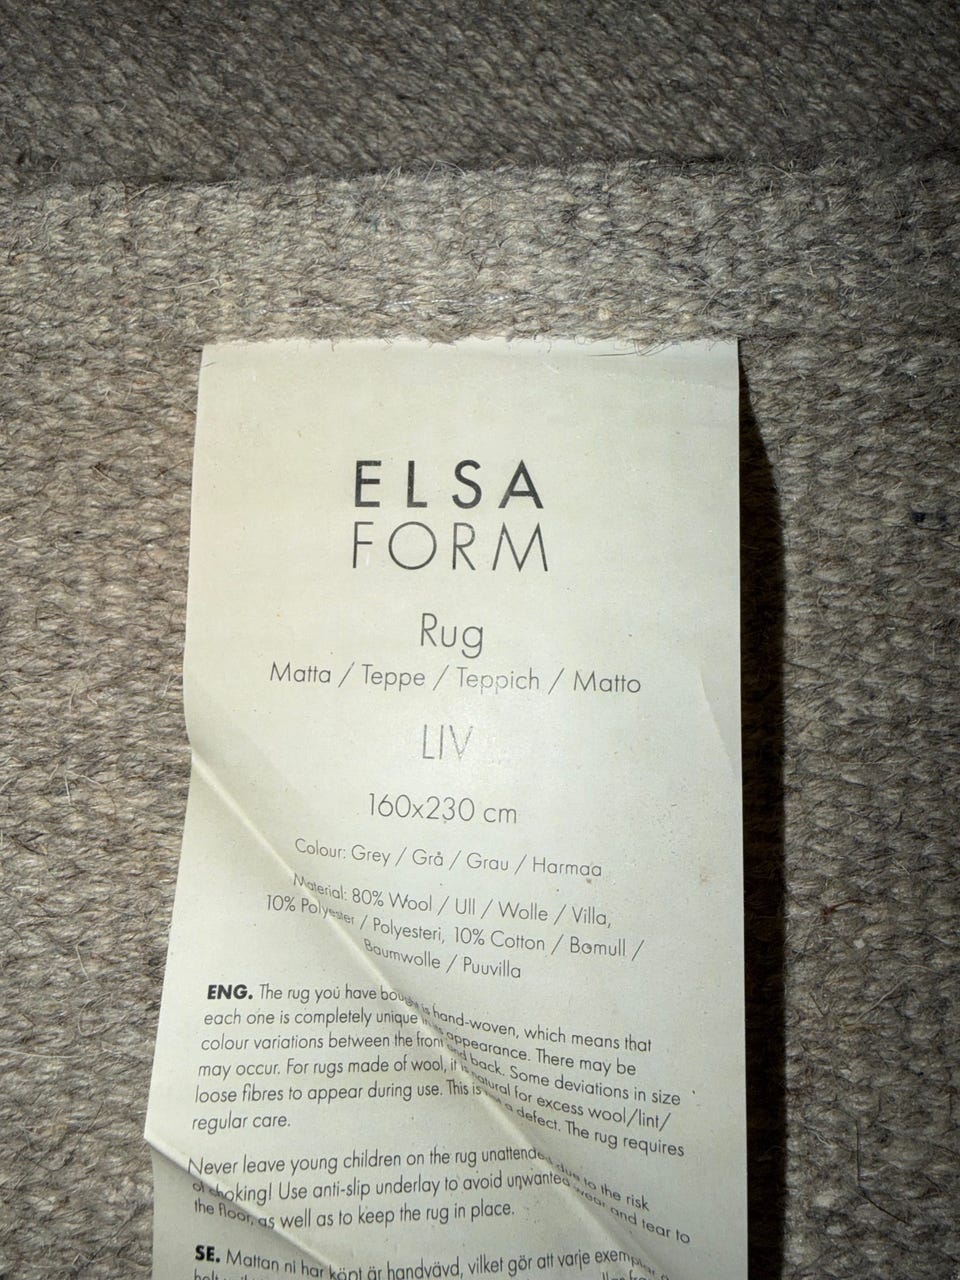 ELSA
FORM
Rug
Matta / Teppe / Teppich / Matto
LIV
160x230 cm
Colour: Grey / Grå / Grau / Harmaa
Material: 80% Wool / Ull / Wolle / Villa,
10% Polyester / Polyesteri, 10% Cotton / Bomull /
Baumwolle / Puuvilla
ENG. The rug you have bought is hand-woven, which means that
each one is completely unique in its appearance. There may be
colour variations between the front and back. Some deviations in size
may occur. For rugs made of wool, it is natural for excess wool/lint/
loose fibres to appear during use. This is not a defect. The rug requires
regular care.
Never leave young children on the rug unattended due to the risk
of choking! Use anti-slip underlay to avoid unwanted wear and tear to
the floor, as well as to keep the rug in place.
SE. Mattan ni har köpt är handvävd, vilket gör att varje